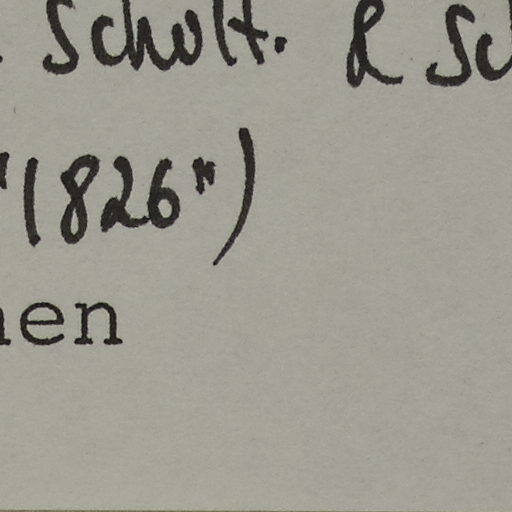 Schult. & Sc
"1826")
nen